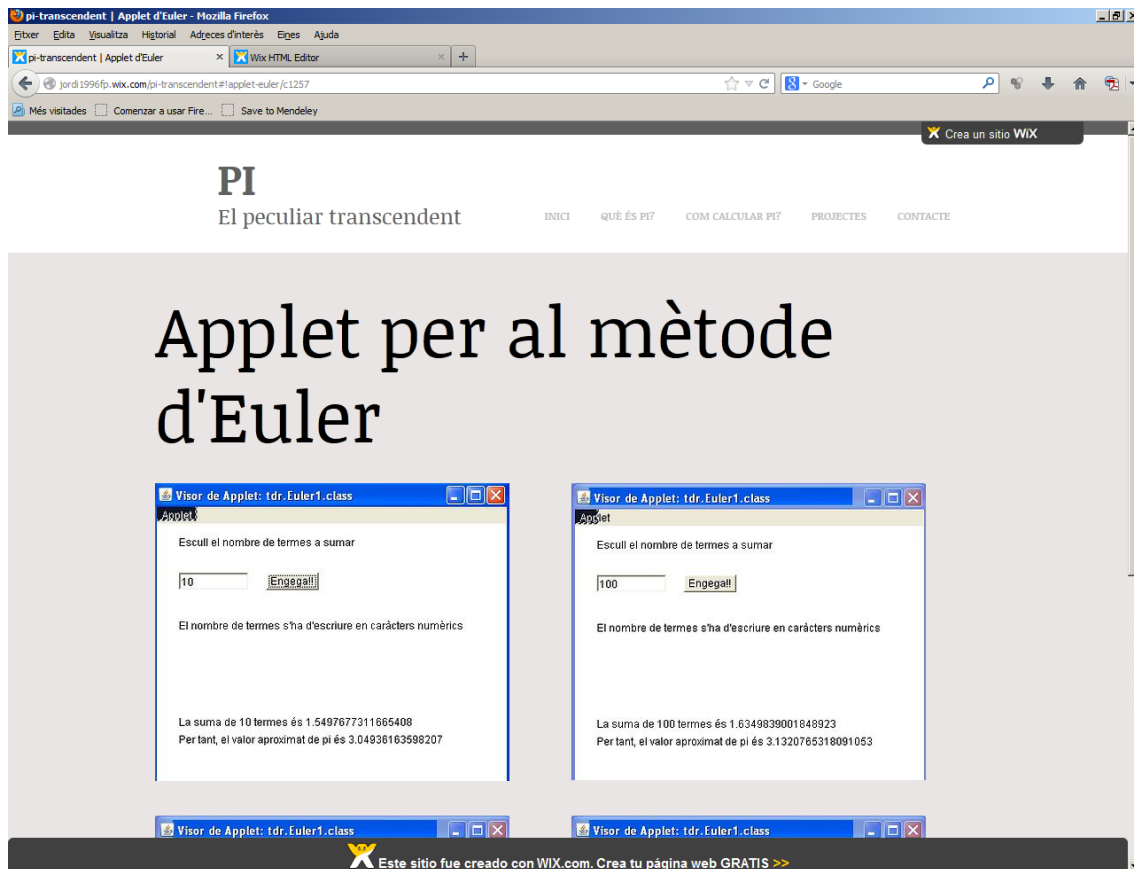 pi-transcendent | Applet d'Euler - Mozilla Firefox
Fitxer Edita Visualitza Historial Adreces d'interès Eines Ajuda
pi-transcendent | Applet d'Euler × Wix HTML Editor × +
jordi1996fp.wix.com/pi-transcendent#!applet-euler/c1257 Google
Més visitades Comenzar a usar Fire... Save to Mendeley
Crea un sitio WiX
PI
El peculiar transcendent
INICI QUÈ ÉS PI? COM CALCULAR PI? PROJECTES CONTACTE
Applet per al mètode
d'Euler
Visor de Applet: tdr.Euler1.class
Applet
Escull el nombre de termes a sumar
10 Engega!!
El nombre de termes s'ha d'escriure en caràcters numèrics
La suma de 10 termes és 1.5497677311665408
Per tant, el valor aproximat de pi és 3.04936163598207
Visor de Applet: tdr.Euler1.class
Applet
Escull el nombre de termes a sumar
100 Engega!!
El nombre de termes s'ha d'escriure en caràcters numèrics
La suma de 100 termes és 1.6349839001848923
Per tant, el valor aproximat de pi és 3.1320765318091053
Visor de Applet: tdr.Euler1.class
Visor de Applet: tdr.Euler1.class
Este sitio fue creado con WIX.com. Crea tu página web GRATIS >>